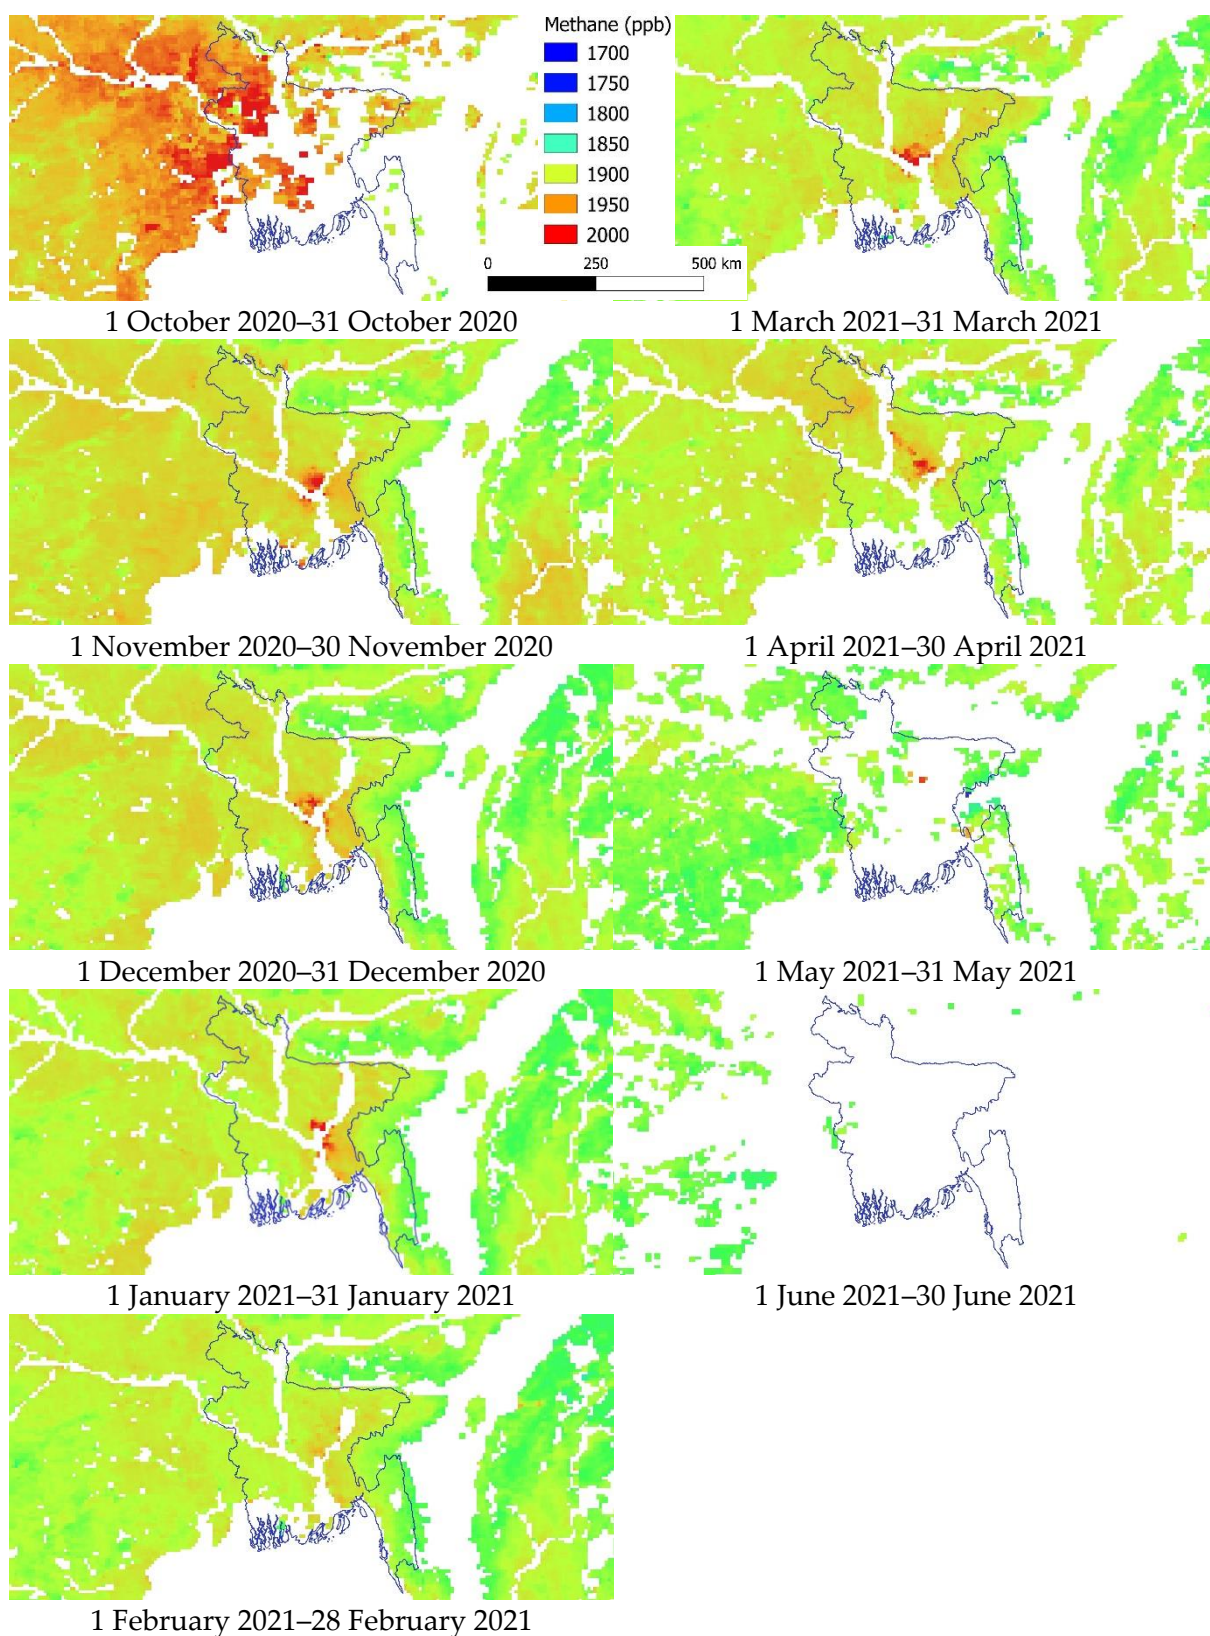 Methane (ppb)
1700
1750
1800
1850
1900
1950
2000
0 250 500 km
1 October 2020–31 October 2020
1 March 2021–31 March 2021
1 November 2020–30 November 2020
1 April 2021–30 April 2021
1 December 2020–31 December 2020
1 May 2021–31 May 2021
1 January 2021–31 January 2021
1 June 2021–30 June 2021
1 February 2021–28 February 2021